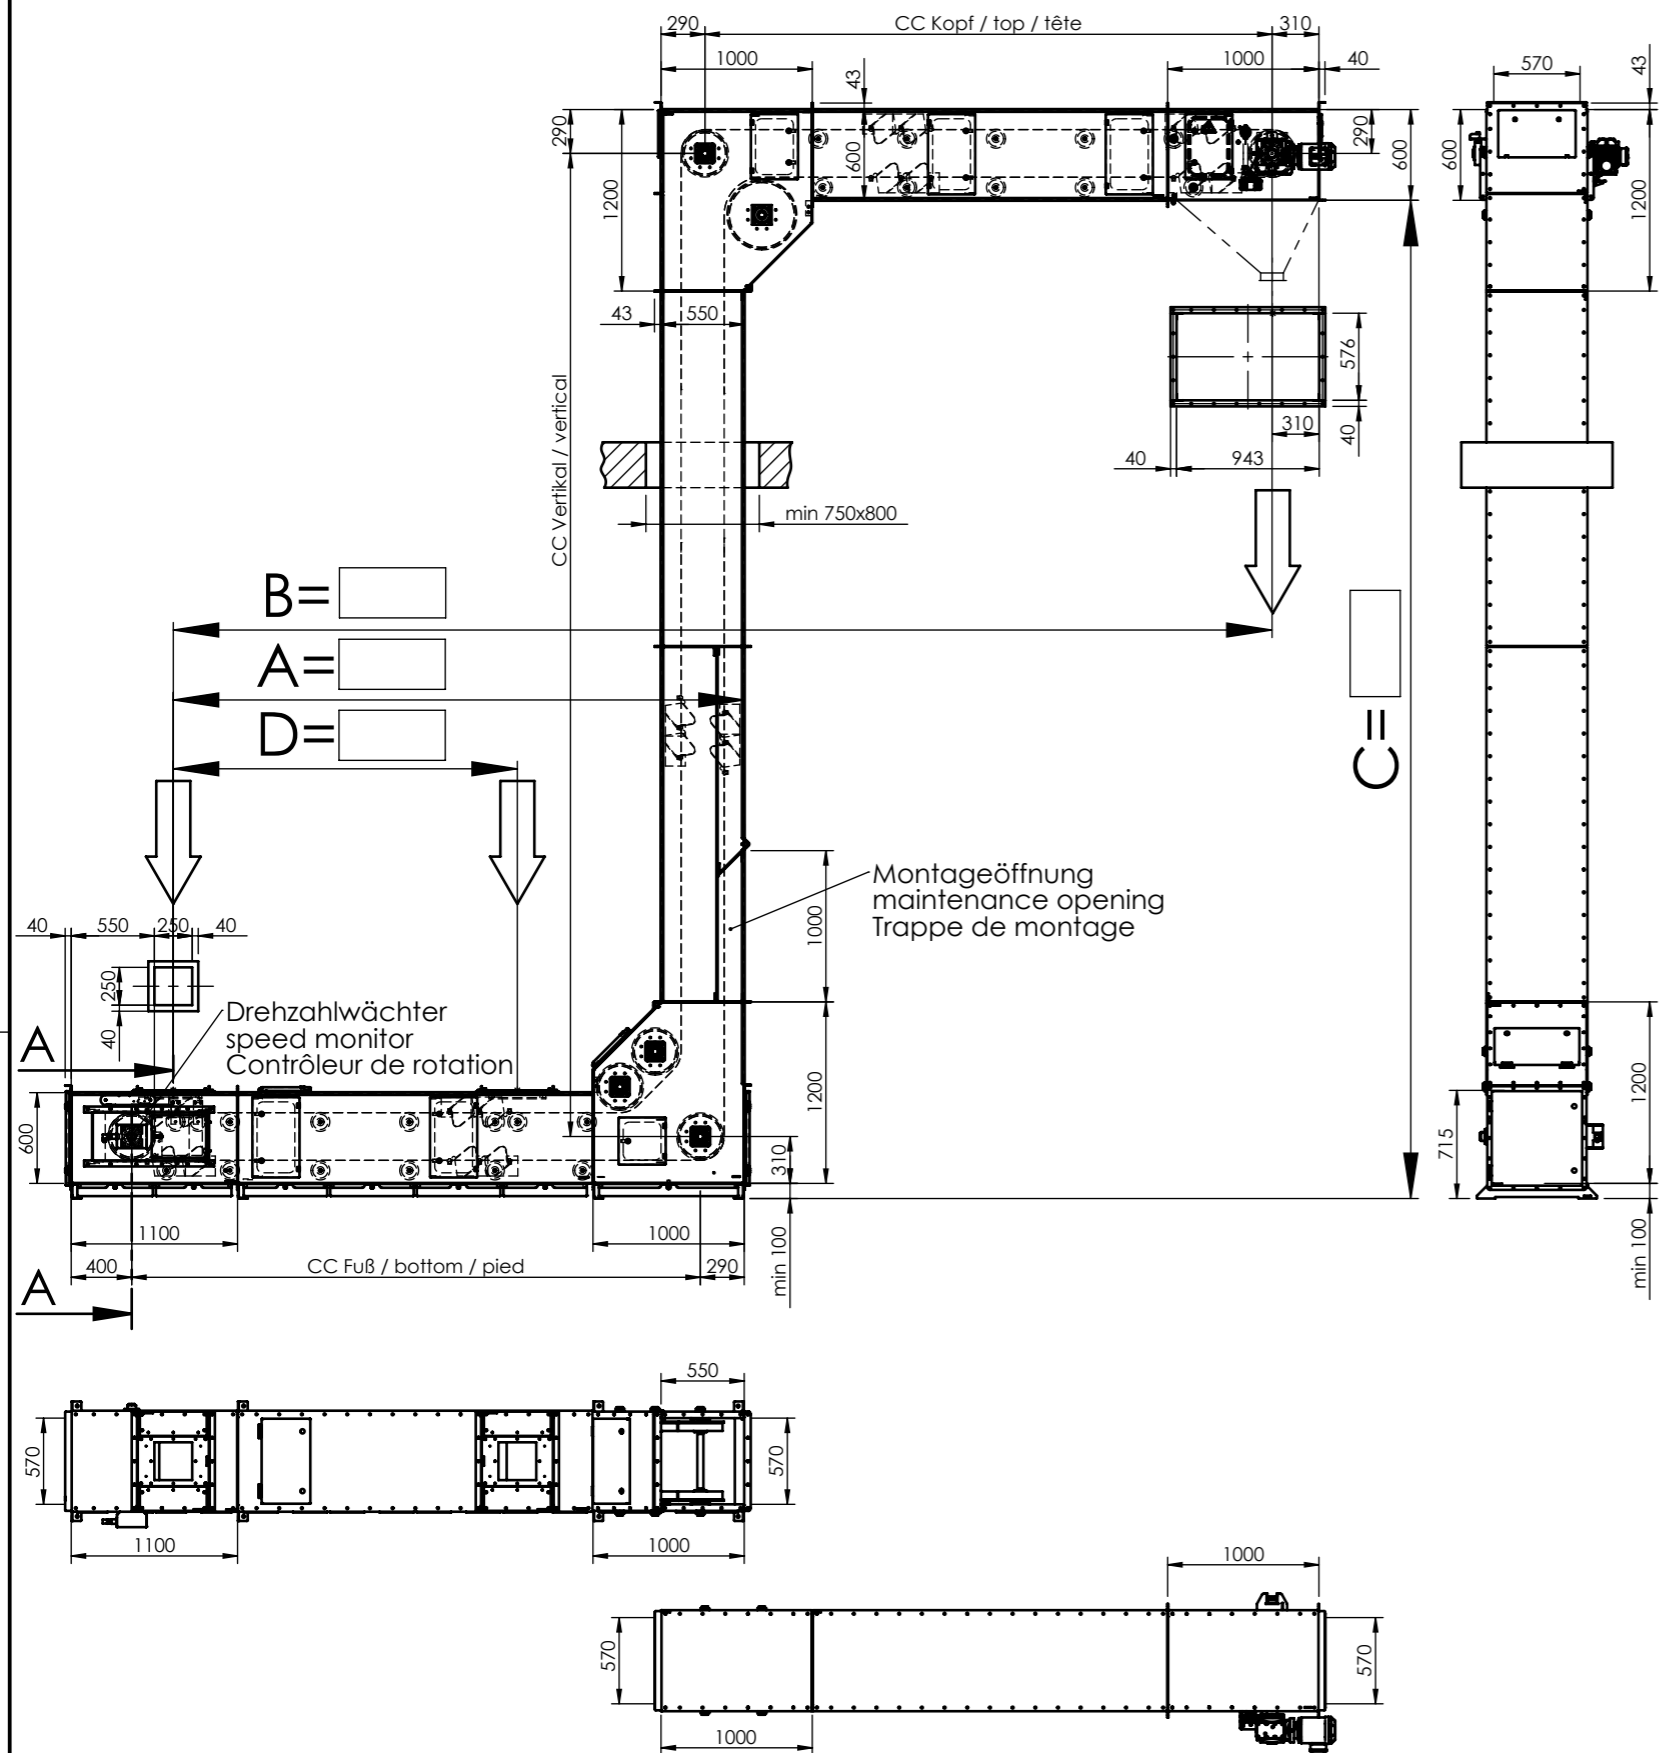 290
CC Kopf / top / tête
310
1000
43
1000
40
570
43
290
600
1200
290
600
600
1200
43
550
CC Vertikal / vertical
576
310
40
40
943
min 750x800
B=
A=
D=
C=
Montageöffnung
maintenance opening
Trappe de montage
1000
40
550
250
40
250
40
Drehzahlwächter
speed monitor
Contrôleur de rotation
A
600
1200
310
min 100
715
1200
min 100
1100
1000
400
CC Fuß / bottom / pied
290
A
550
570
570
1100
1000
1000
570
570
1000